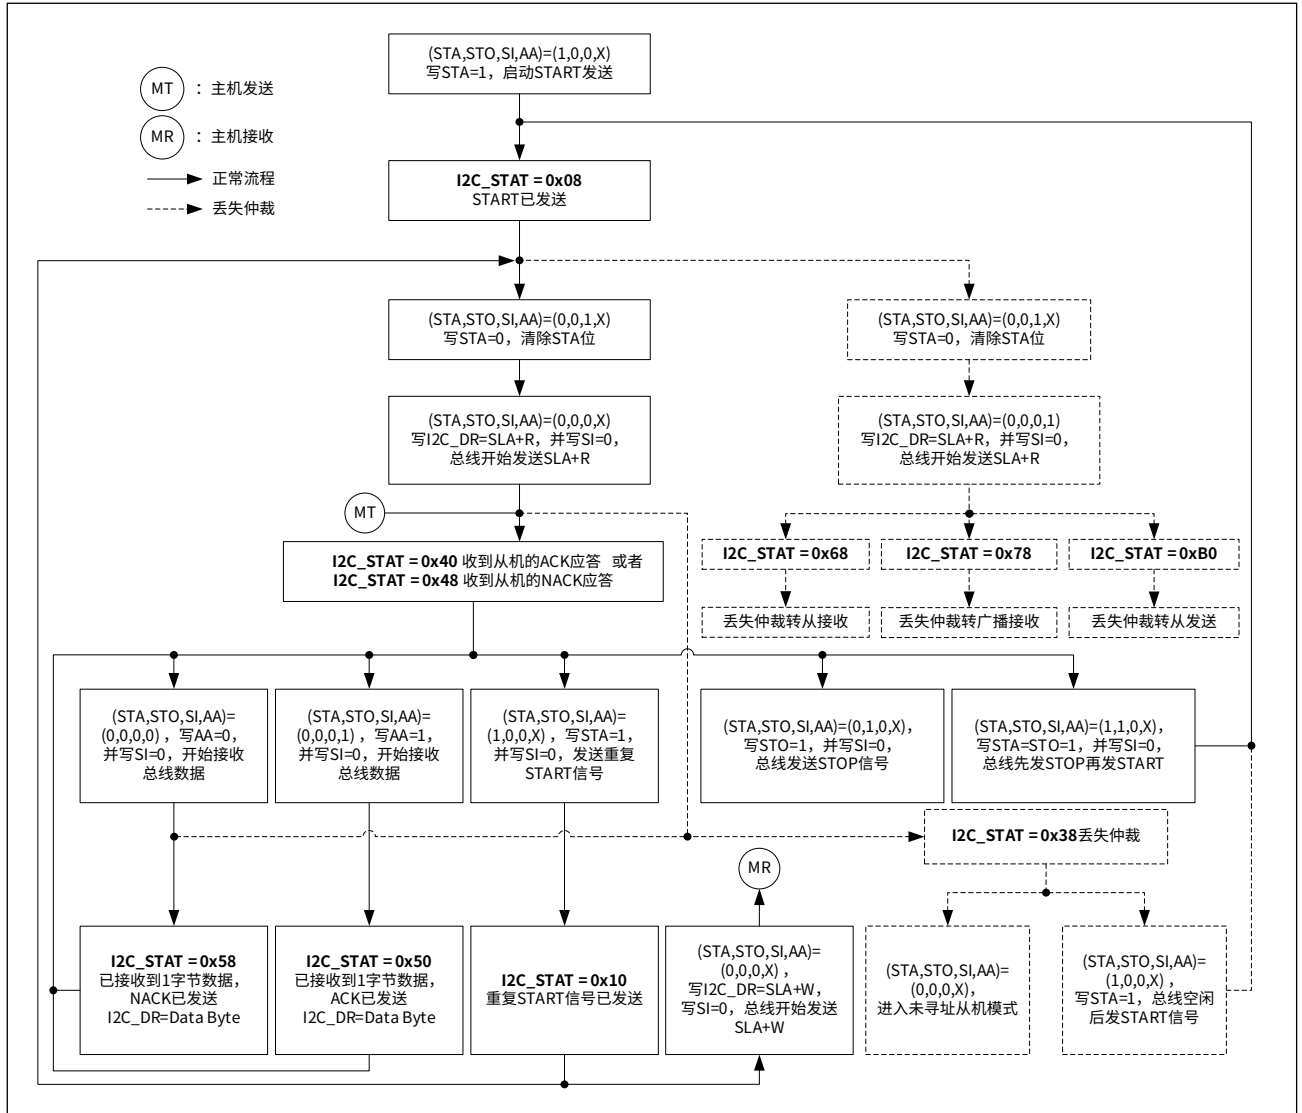 (STA,STO,SI,AA)=(1,0,0,X)
写STA=1，启动START发送
MT
：主机发送
MR
：主机接收
正常流程
丢失仲裁
I2C_STAT = 0x08
START已发送
(STA,STO,SI,AA)=(0,0,1,X)
写STA=0，清除STA位
(STA,STO,SI,AA)=(0,0,1,X)
写STA=0，清除STA位
(STA,STO,SI,AA)=(0,0,0,X)
写I2C_DR=SLA+R，并写SI=0，
总线开始发送SLA+R
(STA,STO,SI,AA)=(0,0,0,1)
写I2C_DR=SLA+R，并写SI=0，
总线开始发送SLA+R
MT
I2C_STAT = 0x40 收到从机的ACK应答 或者
I2C_STAT = 0x48 收到从机的NACK应答
I2C_STAT = 0x68
I2C_STAT = 0x78
I2C_STAT = 0xB0
丢失仲裁转从接收
丢失仲裁转广播接收
丢失仲裁转从发送
(STA,STO,SI,AA)=
(0,0,0,0)，写AA=0，
并写SI=0，开始接收
总线数据
(STA,STO,SI,AA)=
(0,0,0,1)，写AA=1，
并写SI=0，开始接收
总线数据
(STA,STO,SI,AA)=
(1,0,0,X)，写STA=1，
并写SI=0，发送重复
START信号
(STA,STO,SI,AA)=(0,1,0,X)，
写STO=1，并写SI=0，
总线发送STOP信号
(STA,STO,SI,AA)=(1,1,0,X)，
写STA=STO=1，并写SI=0，
总线先发STOP再发START
I2C_STAT = 0x38丢失仲裁
MR
I2C_STAT = 0x58
已接收到1字节数据，
NACK已发送
I2C_DR=Data Byte
I2C_STAT = 0x50
已接收到1字节数据，
ACK已发送
I2C_DR=Data Byte
I2C_STAT = 0x10
重复START信号已发送
(STA,STO,SI,AA)=
(0,0,0,X)，
写I2C_DR=SLA+W，
写SI=0，总线开始发送
SLA+W
(STA,STO,SI,AA)=
(0,0,0,X)，
进入未寻址从机模式
(STA,STO,SI,AA)=
(1,0,0,X)，
写STA=1，总线空闲
后发START信号